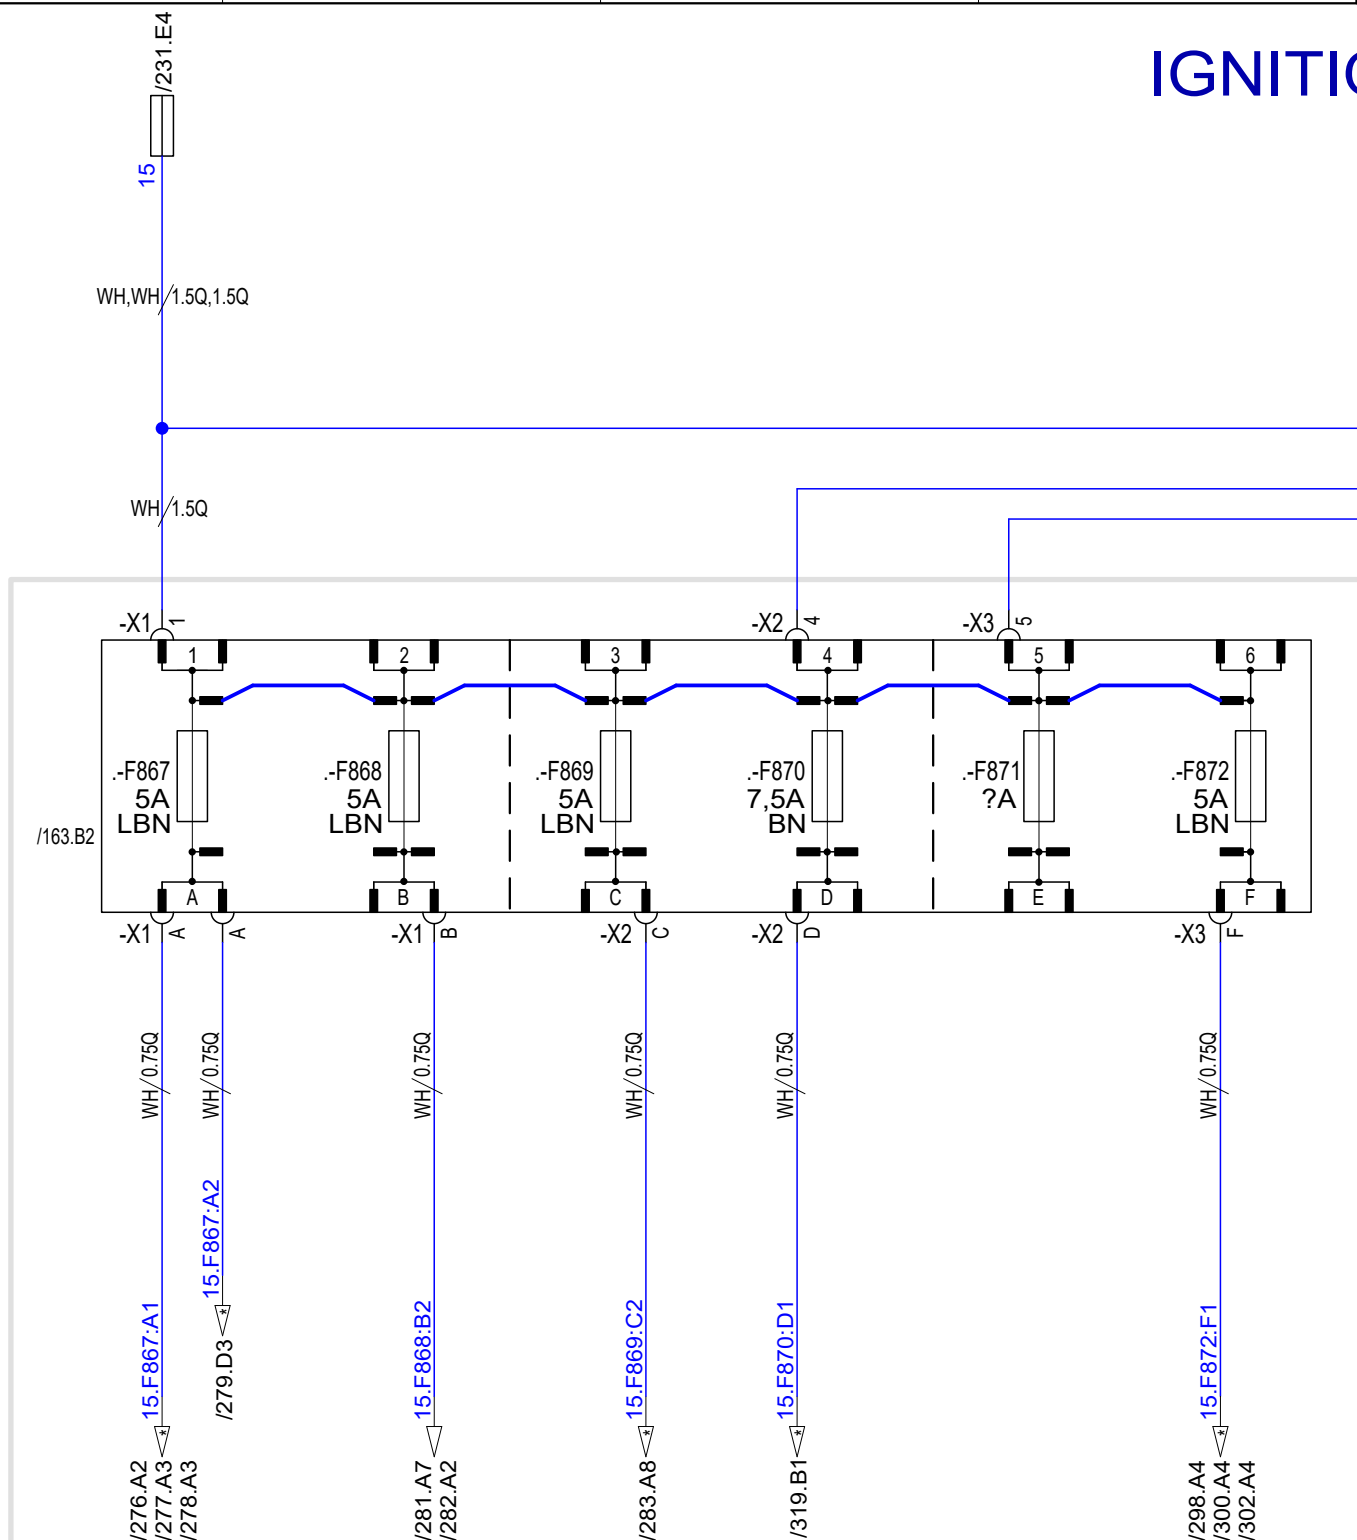 /231.E4
IGNITIO
15
WH,WH 1.5Q,1.5Q
WH 1.5Q
-X1 1
-X2 4
-X3 5
1 2 3 4 5 6
.-F867
5A
LBN
.-F868
5A
LBN
.-F869
5A
LBN
.-F870
7,5A
BN
.-F871
?A
.-F872
5A
LBN
/163.B2
A B C D E F
-X1 A
A
-X1 B
-X2 C
-X2 D
-X3 F
WH 0.75Q
WH 0.75Q
WH 0.75Q
WH 0.75Q
WH 0.75Q
WH 0.75Q
15.F867:A1
15.F867:A2
15.F868:B2
15.F869:C2
15.F870:D1
15.F872:F1
*
*
*
*
*
/279.D3
/276.A2
/277.A3
/278.A3
/281.A7
/282.A2
/283.A8
/319.B1
/298.A4
/300.A4
/302.A4